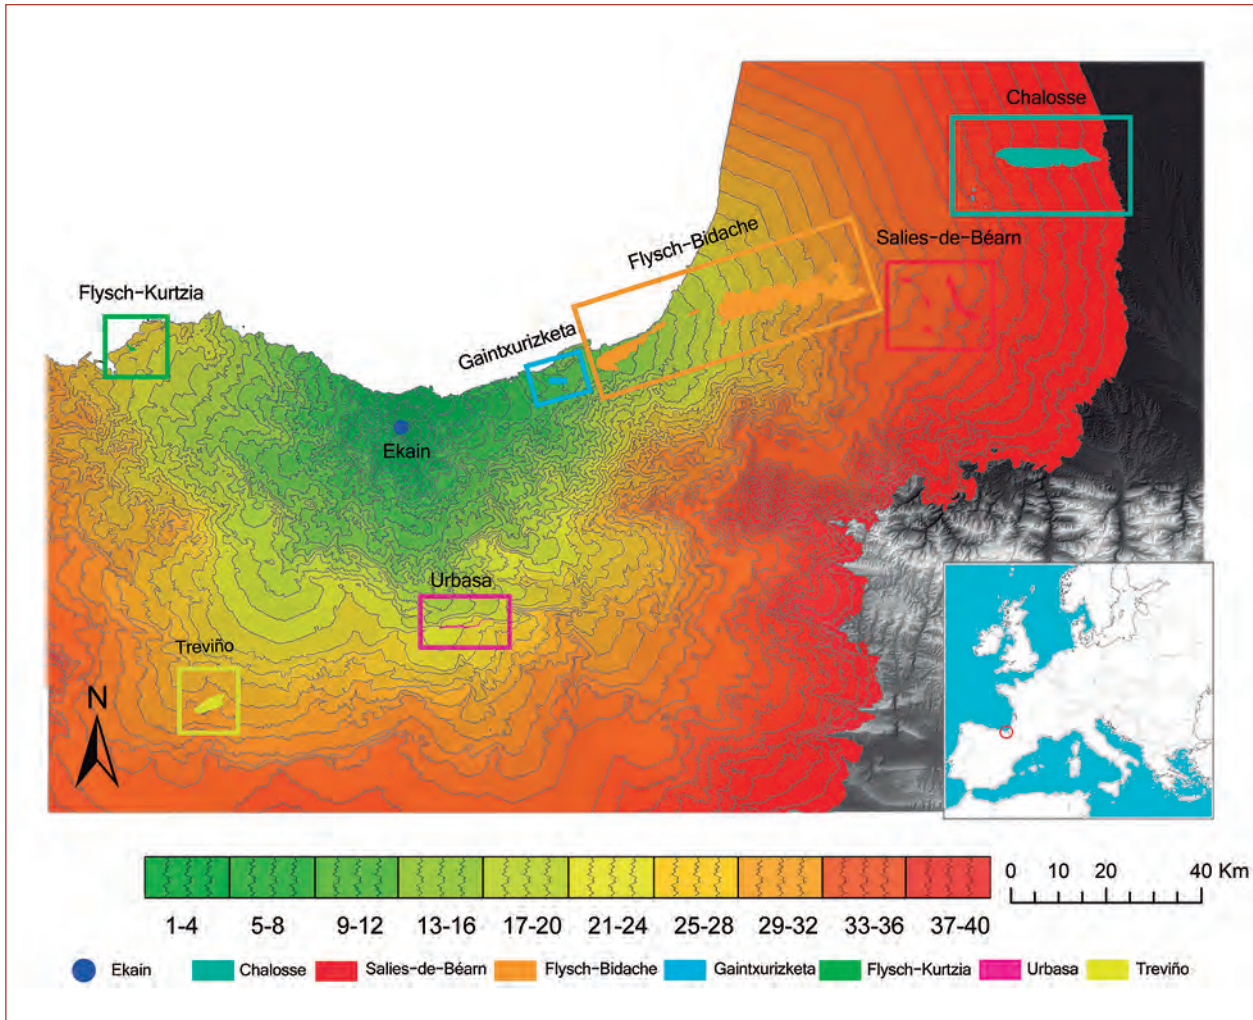 Chalosse
Flysch-Bidache
Salies-de-Béarn
Flysch-Kurtzia
Gaintxurizketa
Ekain
Urbasa
Treviño
N
0 10 20 40 Km
1-4 5-8 9-12 13-16 17-20 21-24 25-28 29-32 33-36 37-40
Ekain Chalosse Salies-de-Béarn Flysch-Bidache Gaintxurizketa Flysch-Kurtzia Urbasa Treviño